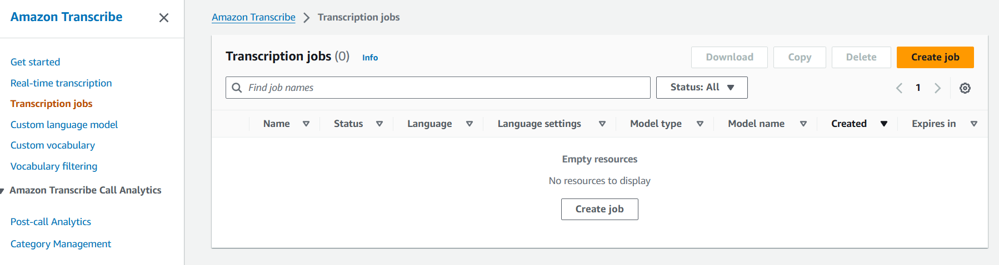 Amazon Transcribe
Get started
Real-time transcription
Transcription jobs
Custom language model
Custom vocabulary
Vocabulary filtering
Amazon Transcribe Call Analytics
Post-call Analytics
Category Management
Amazon Transcribe > Transcription jobs
Transcription jobs (0) Info
Download Copy Delete Create job
Find job names Status: All 1
Name Status Language Language settings Model type Model name Created Expires in
Empty resources
No resources to display
Create job